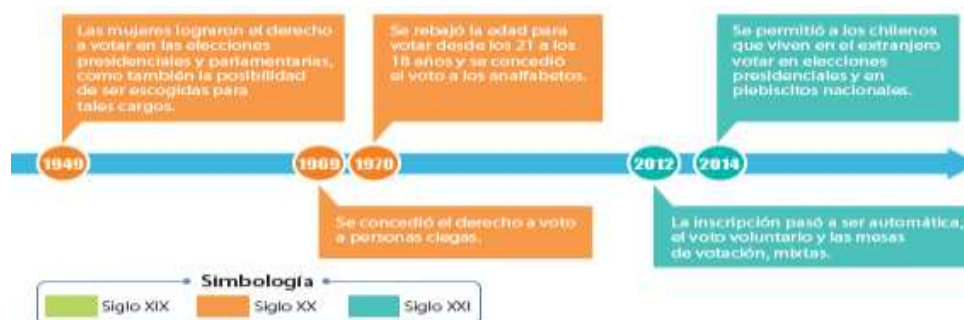 Las mujeres lograron el derecho
a votar en las elecciones
presidenciales y parlamentarias,
como también la posibilidad
de ser escogidas para
tales cargos.
Se rebajó la edad para
votar desde los 21 a los
18 años y se concedió
el voto a los analfabetos.
Se permitió a los chilenos
que viven en el extranjero
votar en elecciones
presidenciales y en
plebiscitos nacionales.
1949
1969
1970
2012
2014
Se concedió el derecho a voto
a personas ciegas.
La inscripción pasó a ser automática,
el voto voluntario y las mesas
de votación, mixtas.
Simbología
Siglo XIX
Siglo XX
Siglo XXI